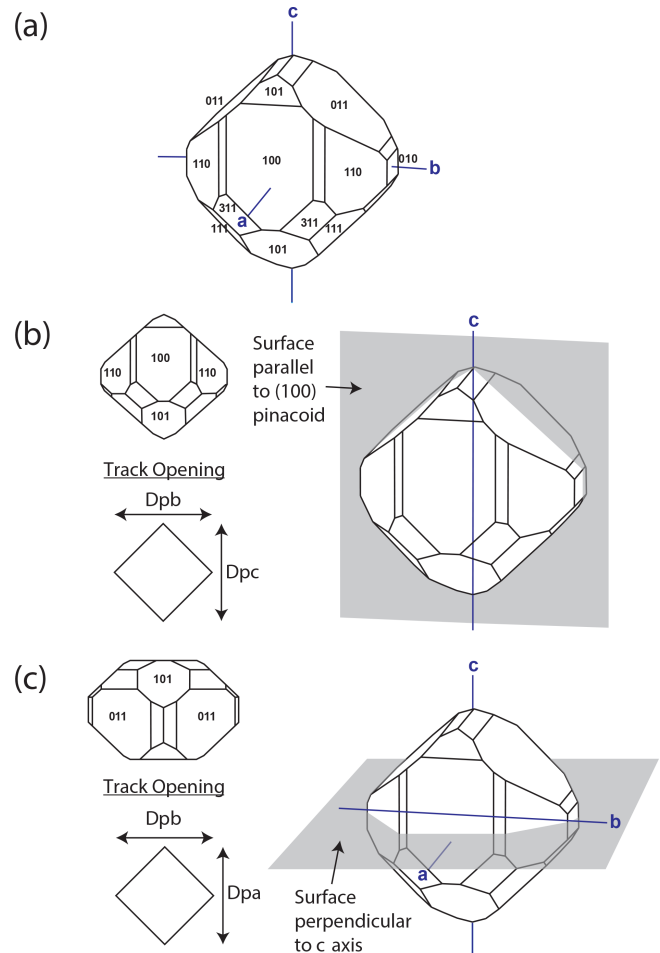 (a)
c
011
101
011
110
100
110
010
b
311
a
311
111
111
101
(b)
c
Surface
parallel
to (100)
pinacoid
100
110
110
101
Track Opening
Dpb
Dpc
(c)
c
101
011
011
Track Opening
Dpb
b
Dpa
a
Surface
perpendicular
to c axis